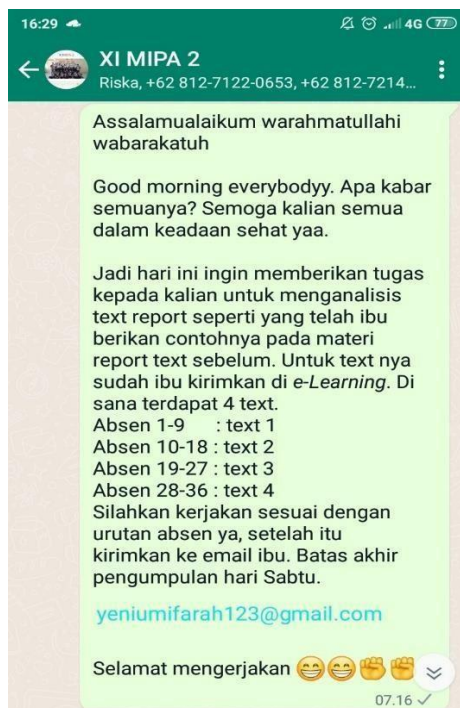 16:29
4G 77
XI MIPA 2
Riska, +62 812-7122-0653, +62 812-7214...
Assalamualaikum warahmatullahi
wabarakatuh
Good morning everybodyy. Apa kabar
semuanya? Semoga kalian semua
dalam keadaan sehat yaa.
Jadi hari ini ingin memberikan tugas
kepada kalian untuk menganalisis
text report seperti yang telah ibu
berikan contohnya pada materi
report text sebelum. Untuk text nya
sudah ibu kirimkan di e-Learning. Di
sana terdapat 4 text.
Absen 1-9 : text 1
Absen 10-18 : text 2
Absen 19-27 : text 3
Absen 28-36 : text 4
Silahkan kerjakan sesuai dengan
urutan absen ya, setelah itu
kirimkan ke email ibu. Batas akhir
pengumpulan hari Sabtu.
yeniumifarah123@gmail.com
Selamat mengerjakan 😁😁✊✊
07.16